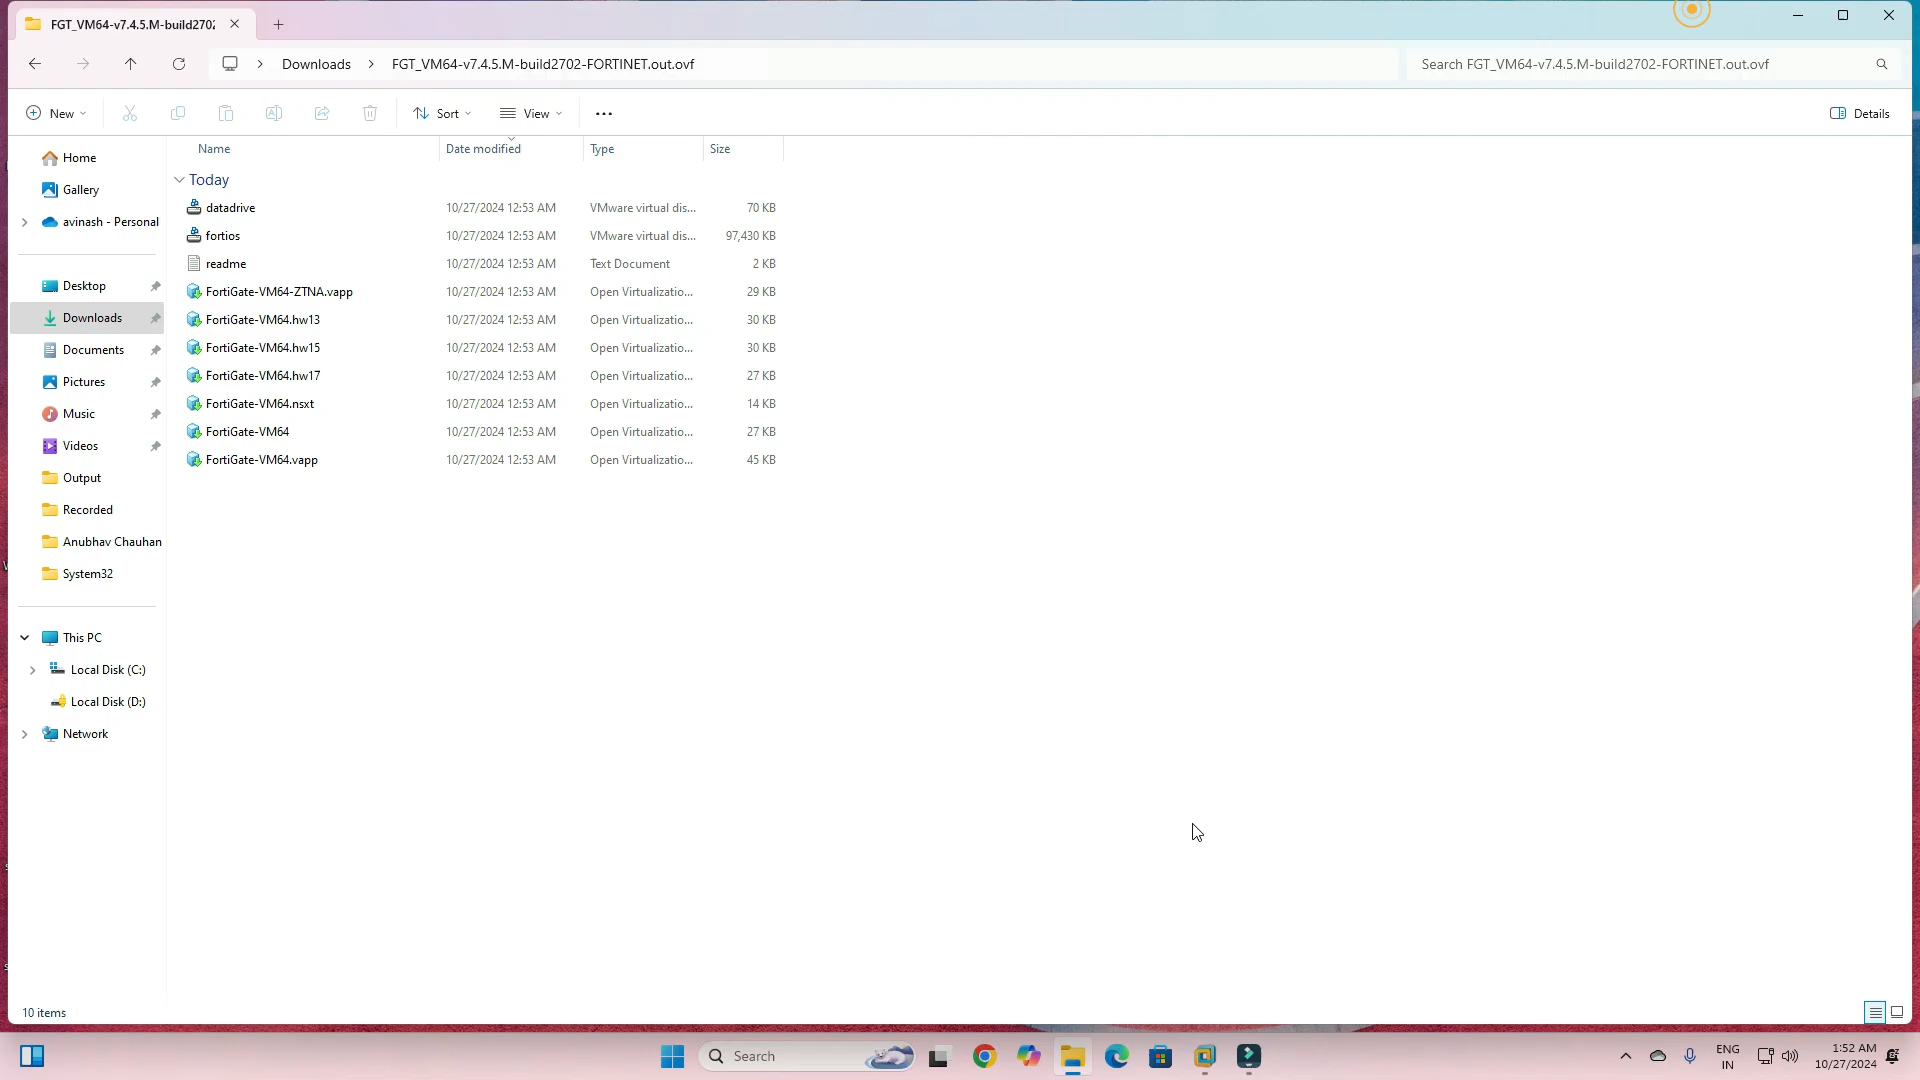 FGT_VM64-v7.4.5.M-build2702
Downloads
FGT_VM64-v7.4.5.M-build2702-FORTINET.out.ovf
Search FGT_VM64-v7.4.5.M-build2702-FORTINET.out.ovf
New
Sort
View
Details
Name Date modified Type Size
Home
Gallery
avinash - Personal
Desktop
Downloads
Documents
Pictures
Music
Videos
Output
Recorded
Anubhav Chauhan
System32
This PC
Local Disk (C:)
Local Disk (D:)
Network
Today
datadrive 10/27/2024 12:53 AM VMware virtual dis... 70 KB
fortios 10/27/2024 12:53 AM VMware virtual dis... 97,430 KB
readme 10/27/2024 12:53 AM Text Document 2 KB
FortiGate-VM64-ZTNA.vapp 10/27/2024 12:53 AM Open Virtualizatio... 29 KB
FortiGate-VM64.hw13 10/27/2024 12:53 AM Open Virtualizatio... 30 KB
FortiGate-VM64.hw15 10/27/2024 12:53 AM Open Virtualizatio... 30 KB
FortiGate-VM64.hw17 10/27/2024 12:53 AM Open Virtualizatio... 27 KB
FortiGate-VM64.nsxt 10/27/2024 12:53 AM Open Virtualizatio... 14 KB
FortiGate-VM64 10/27/2024 12:53 AM Open Virtualizatio... 27 KB
FortiGate-VM64.vapp 10/27/2024 12:53 AM Open Virtualizatio... 45 KB
10 items
Search
ENG
IN
1:52 AM
10/27/2024